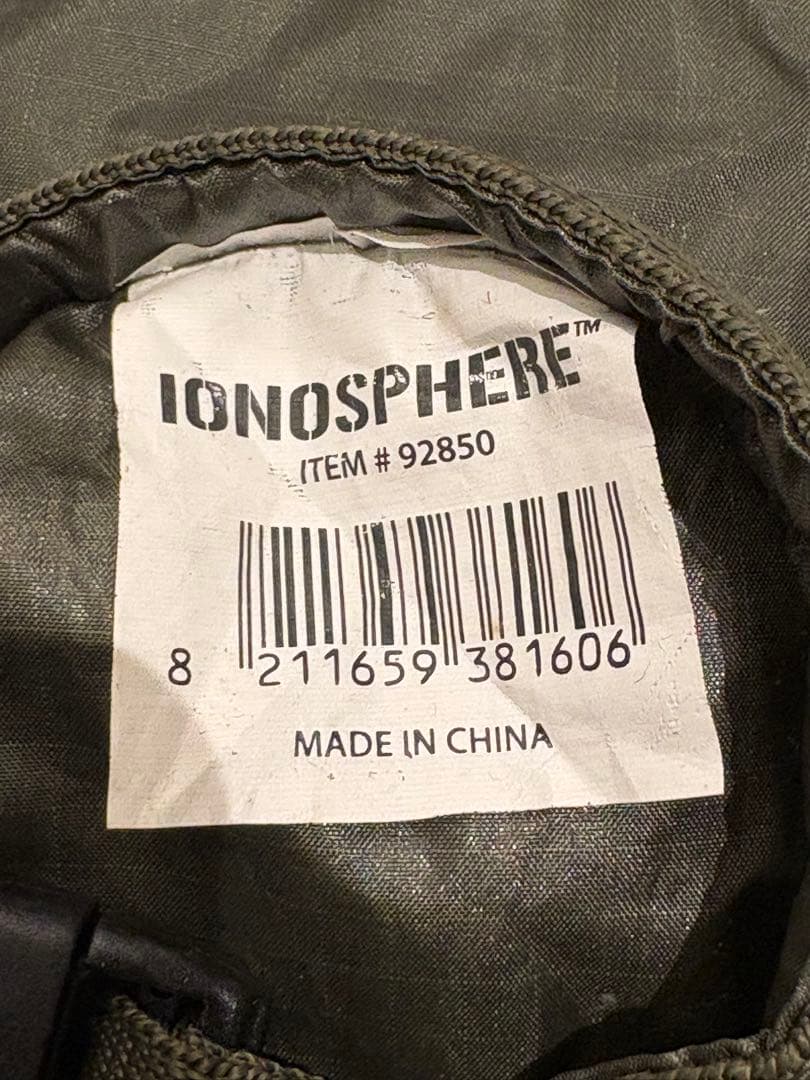 IONOSPHERE™
ITEM # 92850
8 211659 381606
MADE IN CHINA